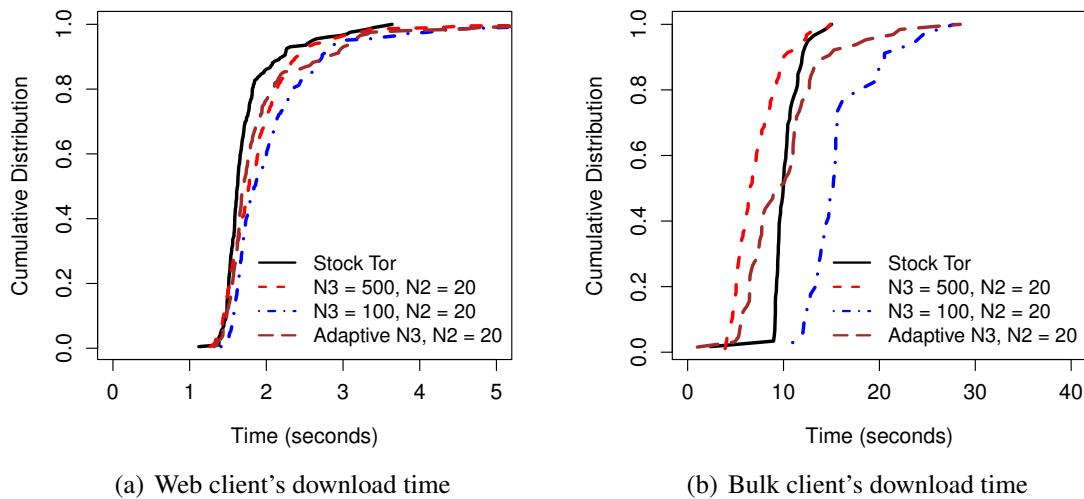 Cumulative Distribution
0.0 0.2 0.4 0.6 0.8 1.0
Stock Tor
N3 = 500, N2 = 20
N3 = 100, N2 = 20
Adaptive N3, N2 = 20
0 1 2 3 4 5
Time (seconds)
(a) Web client's download time
Cumulative Distribution
0.0 0.2 0.4 0.6 0.8 1.0
Stock Tor
N3 = 500, N2 = 20
N3 = 100, N2 = 20
Adaptive N3, N2 = 20
0 10 20 30 40
Time (seconds)
(b) Bulk client's download time